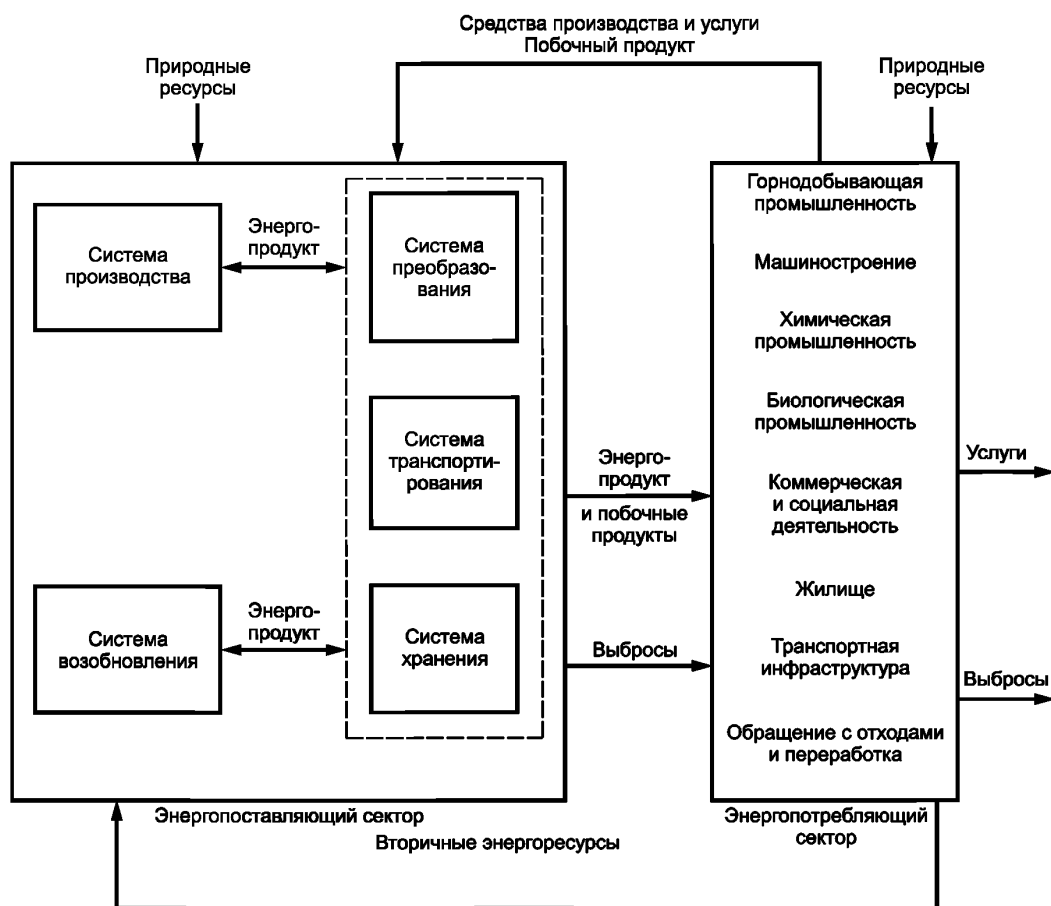 Средства производства и услуги
Побочный продукт
Природные
ресурсы
Природные
ресурсы
Система
производства
Энерго-
продукт
Система
преобразо-
вания
Система
транспорти-
рования
Система
возобновления
Энерго-
продукт
Система
хранения
Энерго-
продукт
и побочные
продукты
Выбросы
Горнодобывающая
промышленность
Машиностроение
Химическая
промышленность
Биологическая
промышленность
Коммерческая
и социальная
деятельность
Жилище
Транспортная
инфраструктура
Обращение с отходами
и переработка
Услуги
Выбросы
Энергопоставляющий сектор
Энергопотребляющий
сектор
Вторичные энергоресурсы